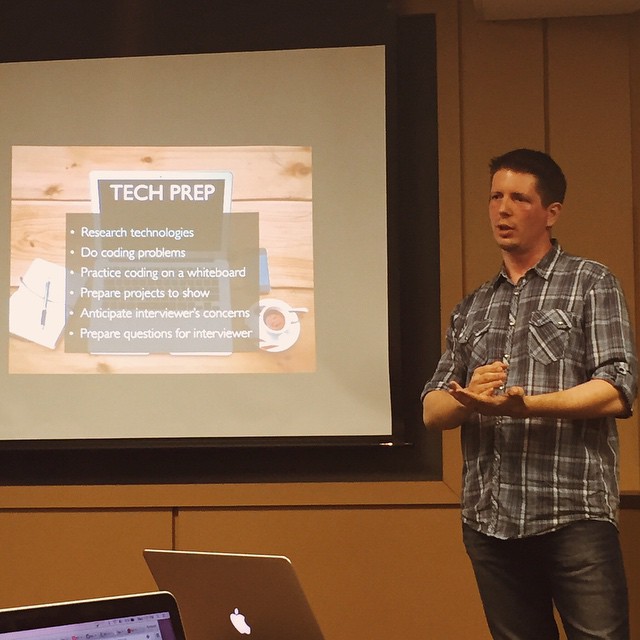 TECH PREP
• Research technologies
• Do coding problems
• Practice coding on a whiteboard
• Prepare projects to show
• Anticipate interviewer's concerns
• Prepare questions for interviewer